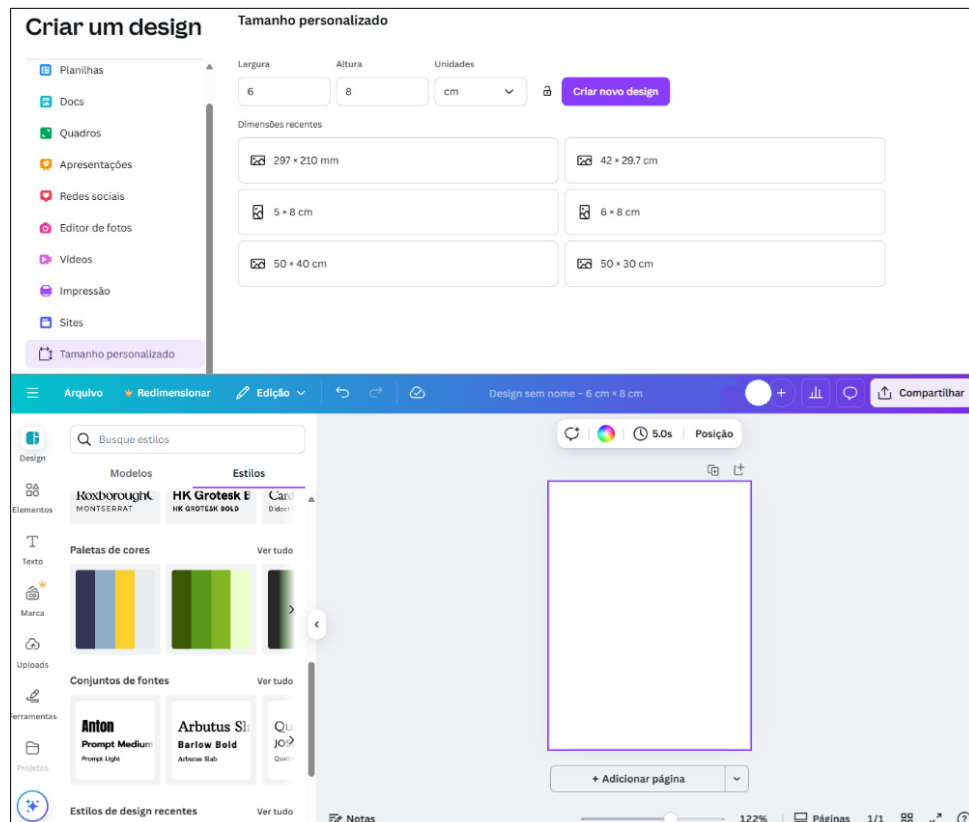 Criar um design
Planilhas
Docs
Quadros
Apresentações
Redes sociais
Editor de fotos
Vídeos
Impressão
Sites
Tamanho personalizado
Tamanho personalizado
Largura Altura Unidades
6 8 cm Criar novo design
Dimensões recentes
297 × 210 mm 42 × 29.7 cm
5 × 8 cm 6 × 8 cm
50 × 40 cm 50 × 30 cm
Arquivo Redimensionar Edição Design sem nome – 6 cm × 8 cm + Compartilhar
Design
Elementos
Texto
Marca
Uploads
Ferramentas
Projetos
Busque estilos
Modelos Estilos
RoxboroughC HK Grotesk B Card
MONTSERRAT HK GROTESK BOLD Didact
Paletas de cores Ver tudo
Conjuntos de fontes Ver tudo
Anton Arbutus Sl Qu
Prompt Medium Barlow Bold JOS
Prompt Light Arbutus Slab
Estilos de design recentes Ver tudo
5.0s Posição
+ Adicionar página
Notas 122% Páginas 1/1